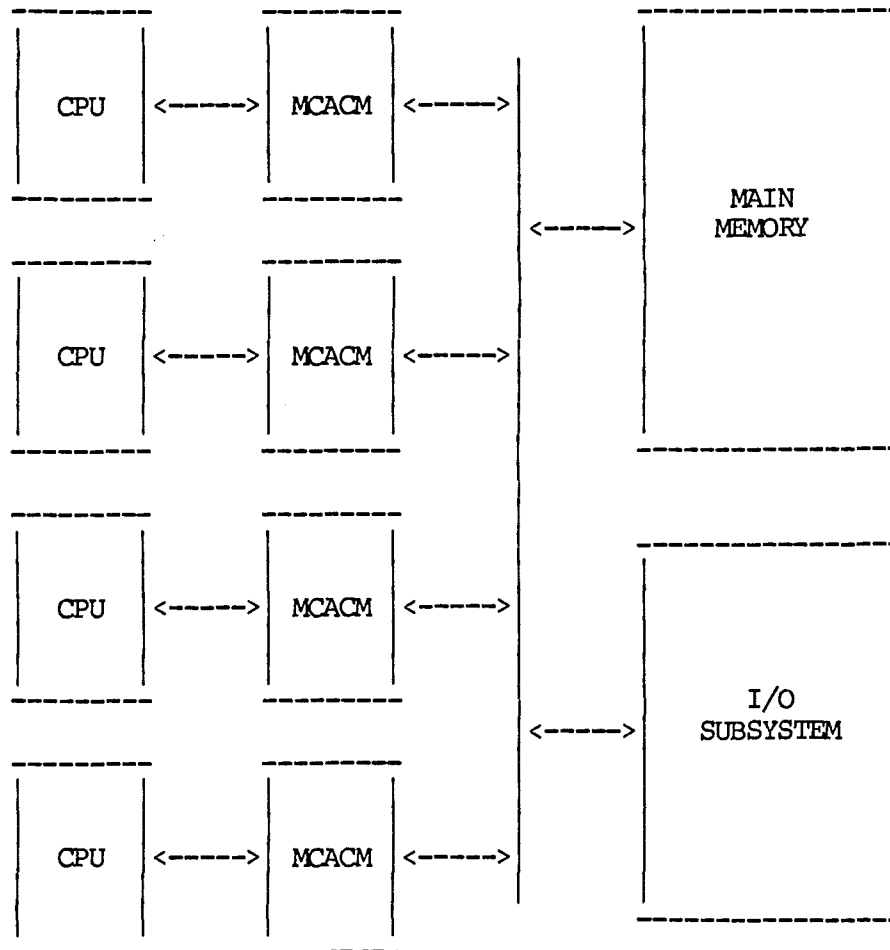 CPU <-----> MCACM <----->
MAIN
MEMORY
<----->
CPU <-----> MCACM <----->
CPU <-----> MCACM <----->
I/O
SUBSYSTEM
<----->
CPU <-----> MCACM <----->